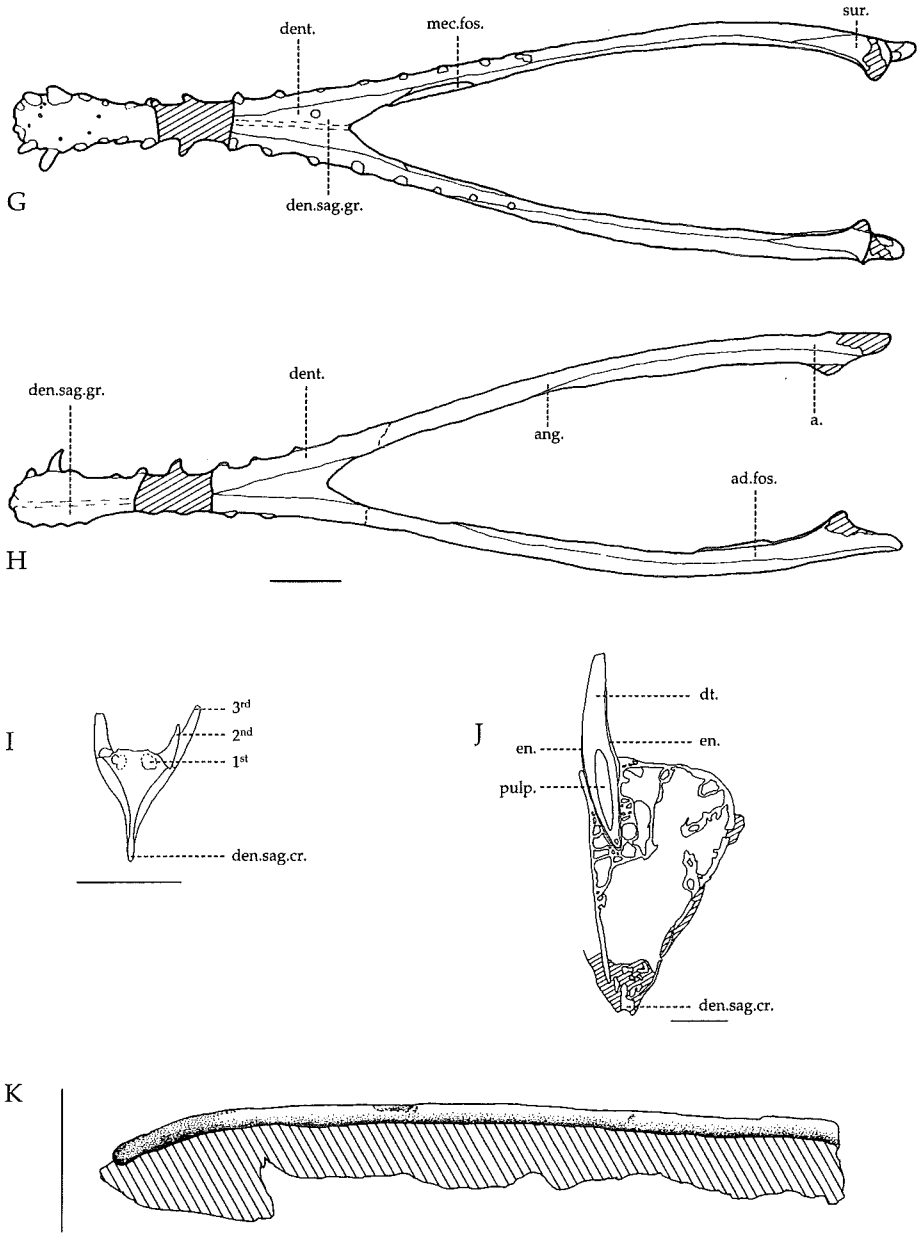 sur.
mec.fos.
dent.
den.sag.gr.
G
dent.
den.sag.gr.
ang.
a.
ad.fos.
H
I
3rd
2nd
1st
den.sag.cr.
J
dt.
en.
en.
pulp.
den.sag.cr.
K